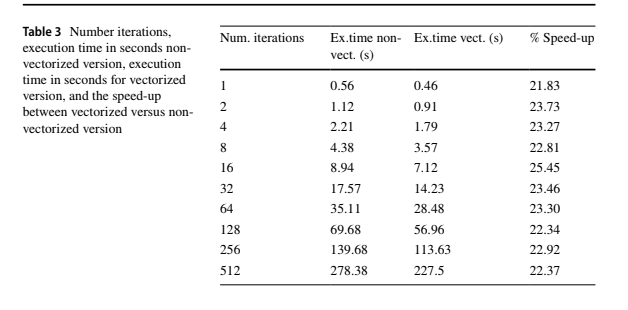 Table 3 Number iterations,
execution time in seconds non-
vectorized version, execution
time in seconds for vectorized
version, and the speed-up
between vectorized versus non-
vectorized version
Num. iterations Ex.time non-vect. (s) Ex.time vect. (s) % Speed-up
1 0.56 0.46 21.83
2 1.12 0.91 23.73
4 2.21 1.79 23.27
8 4.38 3.57 22.81
16 8.94 7.12 25.45
32 17.57 14.23 23.46
64 35.11 28.48 23.30
128 69.68 56.96 22.34
256 139.68 113.63 22.92
512 278.38 227.5 22.37